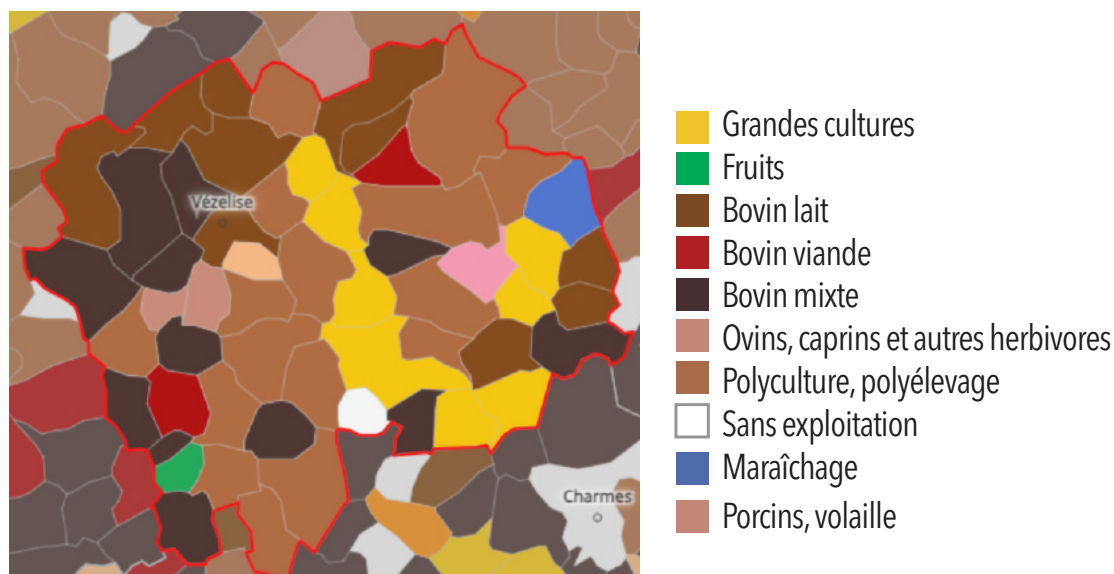 Vézelise
Charmes
Grandes cultures
Fruits
Bovin lait
Bovin viande
Bovin mixte
Ovins, caprins et autres herbivores
Polyculture, polyélevage
Sans exploitation
Maraîchage
Porcins, volaille